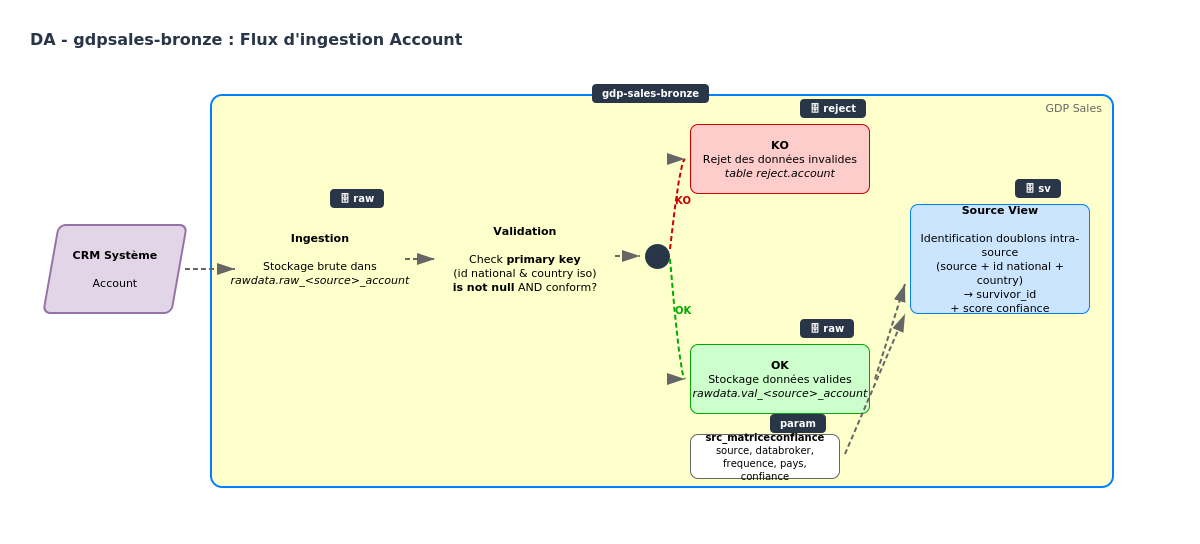 DA - gdpsales-bronze : Flux d'ingestion Account
gdp-sales-bronze
GDP Sales
reject
KO
Rejet des données invalides
table reject.account
KO
raw
sv
CRM Système
Account
Ingestion
Stockage brute dans
rawdata.raw_<source>_account
Validation
Check primary key
(id national & country iso)
is not null AND conform?
Source View
Identification doublons intra-
source
(source + id national +
country)
→ survivor_id
+ score confiance
OK
raw
OK
Stockage données valides
rawdata.val_<source>_account
param
src_matriceconfiance
source, databroker,
frequence, pays,
confiance